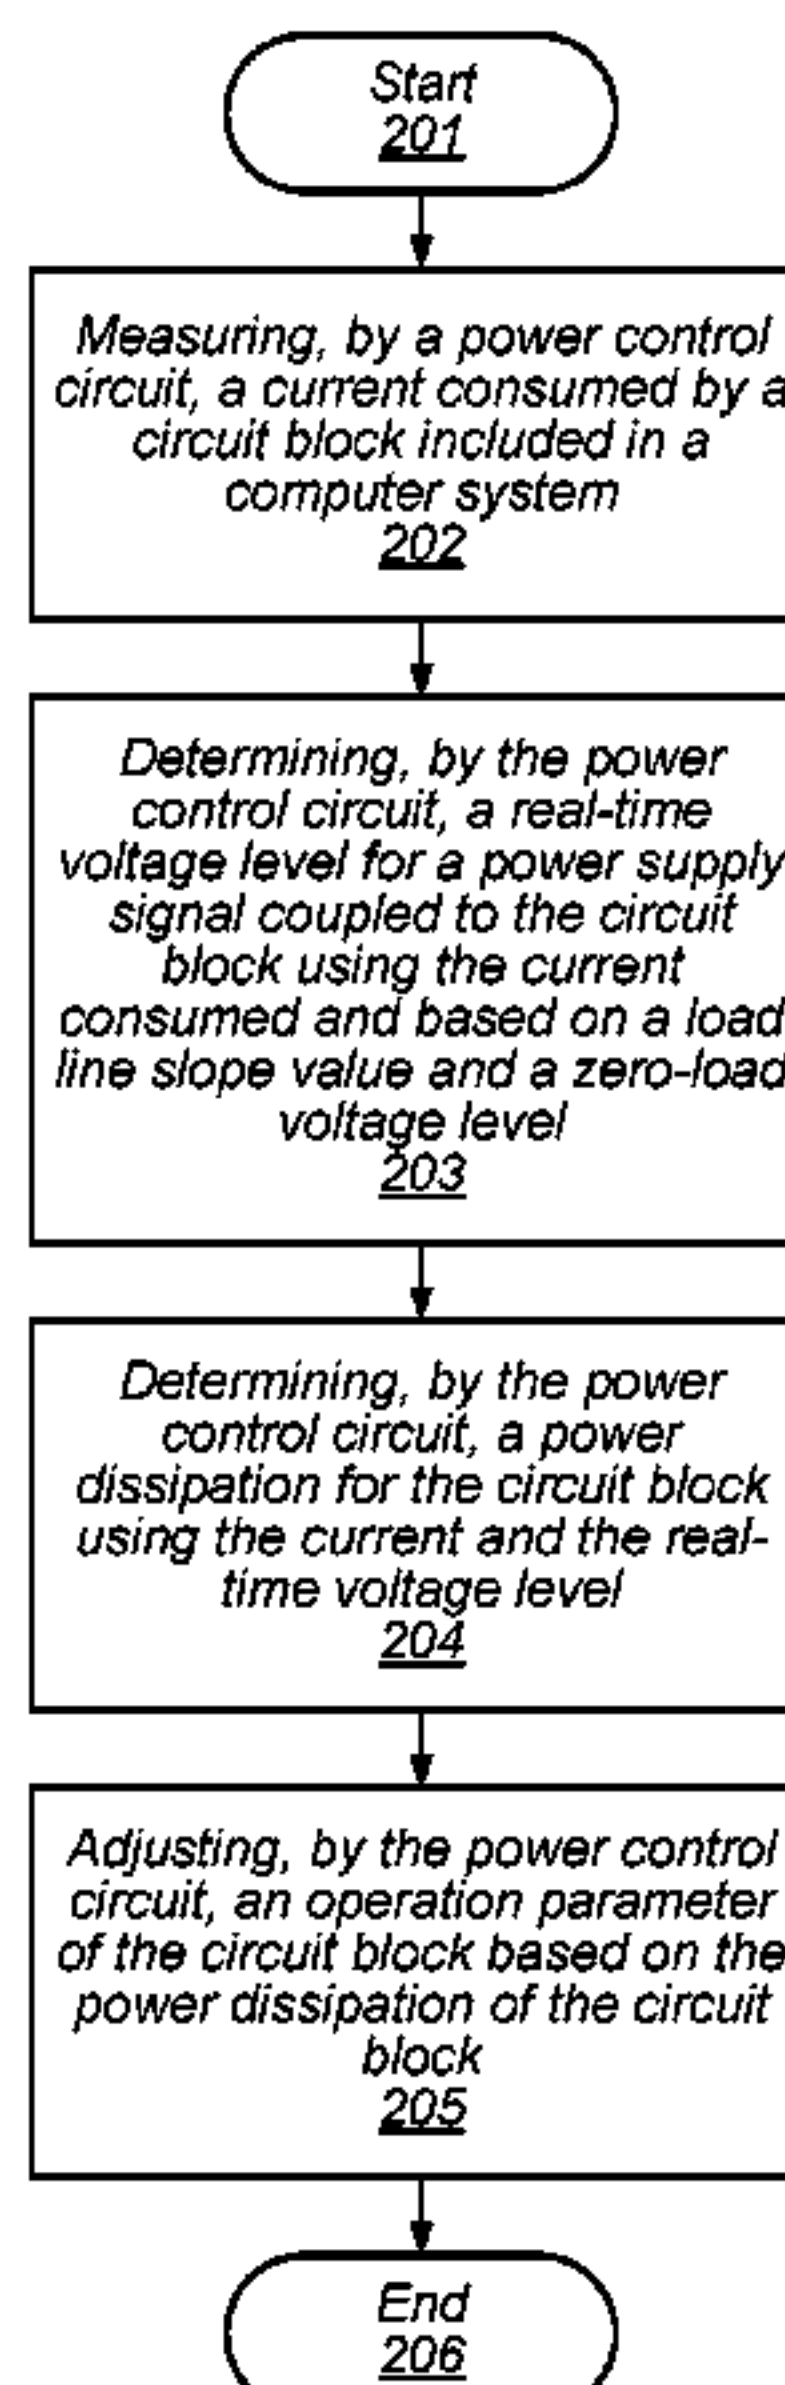 Start
201
Measuring, by a power control
circuit, a current consumed by a
circuit block included in a
computer system
202
Determining, by the power
control circuit, a real-time
voltage level for a power supply
signal coupled to the circuit
block using the current
consumed and based on a load
line slope value and a zero-load
voltage level
203
Determining, by the power
control circuit, a power
dissipation for the circuit block
using the current and the real-
time voltage level
204
Adjusting, by the power control
circuit, an operation parameter
of the circuit block based on the
power dissipation of the circuit
block
205
End
206